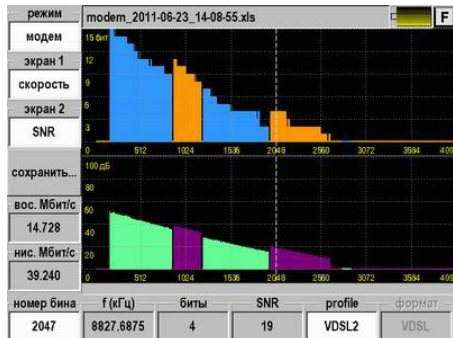 режим
modem_2011-06-23_14-08-55.xls
F
модем
экран 1
скорость
экран 2
SNR
сохранить...
вос. Мбит/с
14.728
нис. Мбит/с
39.240
15 бит
12
9
6
3
0 512 1024 1536 2048 2560 3072 3584 409
100 дБ
80
60
40
20
0 512 1024 1536 2048 2560 3072 3584 409
номер бина f (кГц) биты SNR profile формат
2047 8827.6875 4 19 VDSL2 VDSL